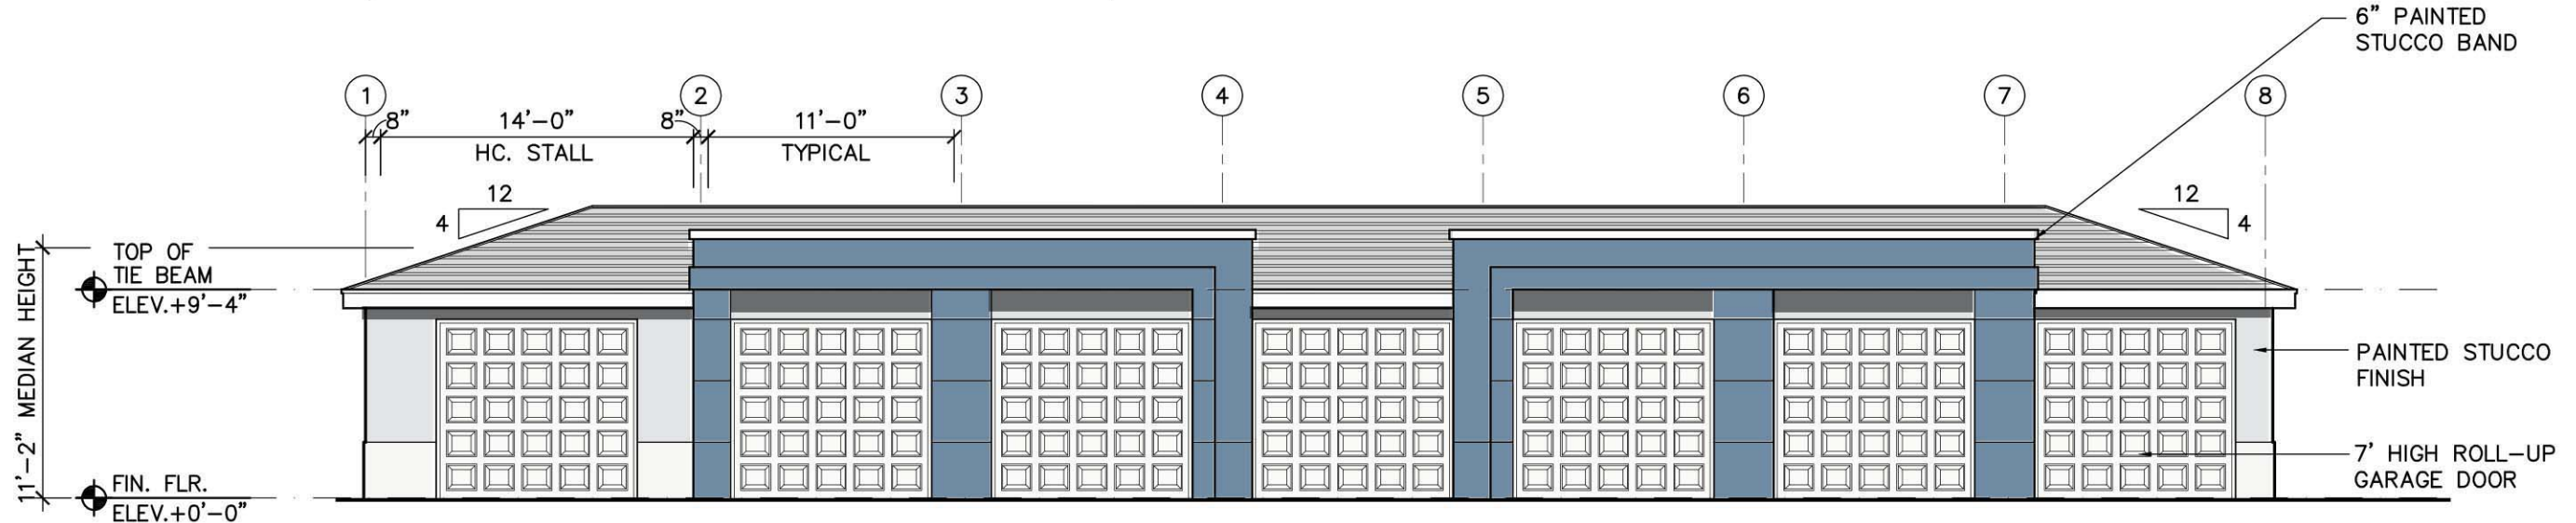 6” PAINTED
STUCCO BAND
1
2
3
4
5
6
7
8
8”
14’-0”
8”
11’-0”
HC. STALL
TYPICAL
12
4
12
4
11’-2” MEDIAN HEIGHT
TOP OF
TIE BEAM
ELEV.+9’-4”
PAINTED STUCCO
FINISH
7’ HIGH ROLL-UP
GARAGE DOOR
FIN. FLR.
ELEV.+0’-0”